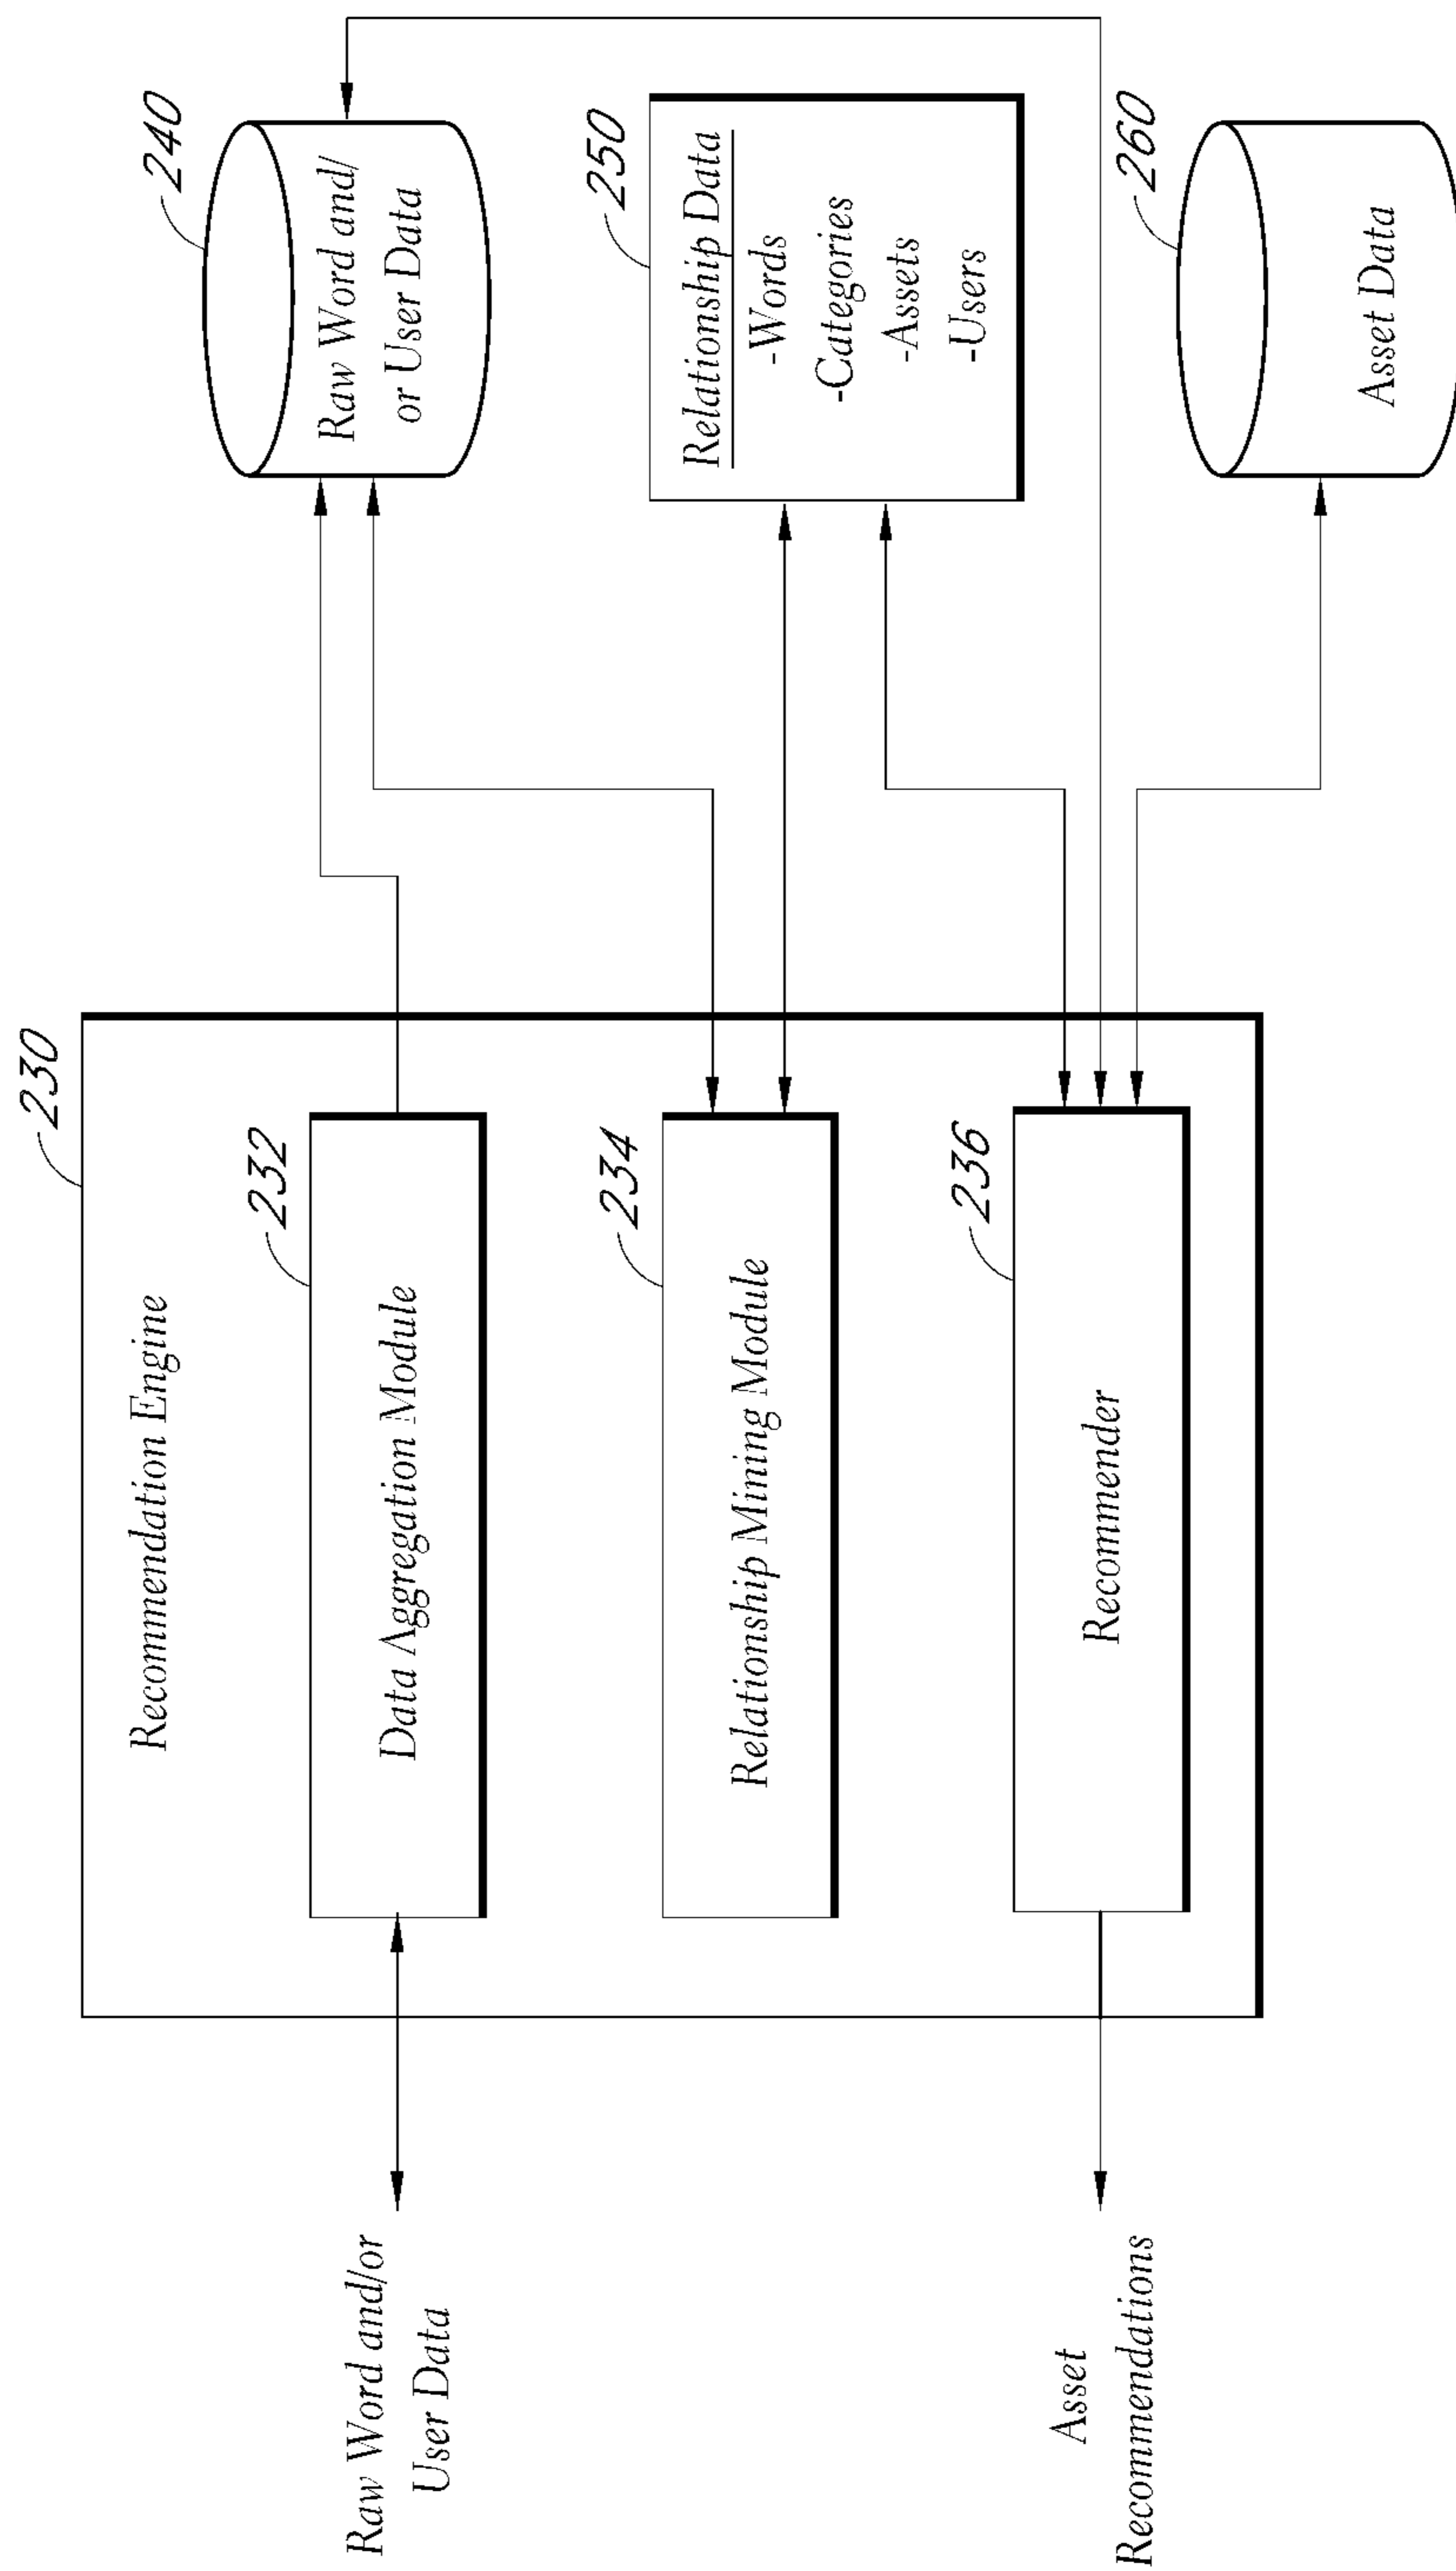 230
Recommendation Engine
Raw Word and/or
User Data
232
Data Aggregation Module
240
Raw Word and/
or User Data
234
Relationship Mining Module
250
Relationship Data
-Words
-Categories
-Assets
-Users
236
Recommender
Asset
Recommendations
260
Asset Data